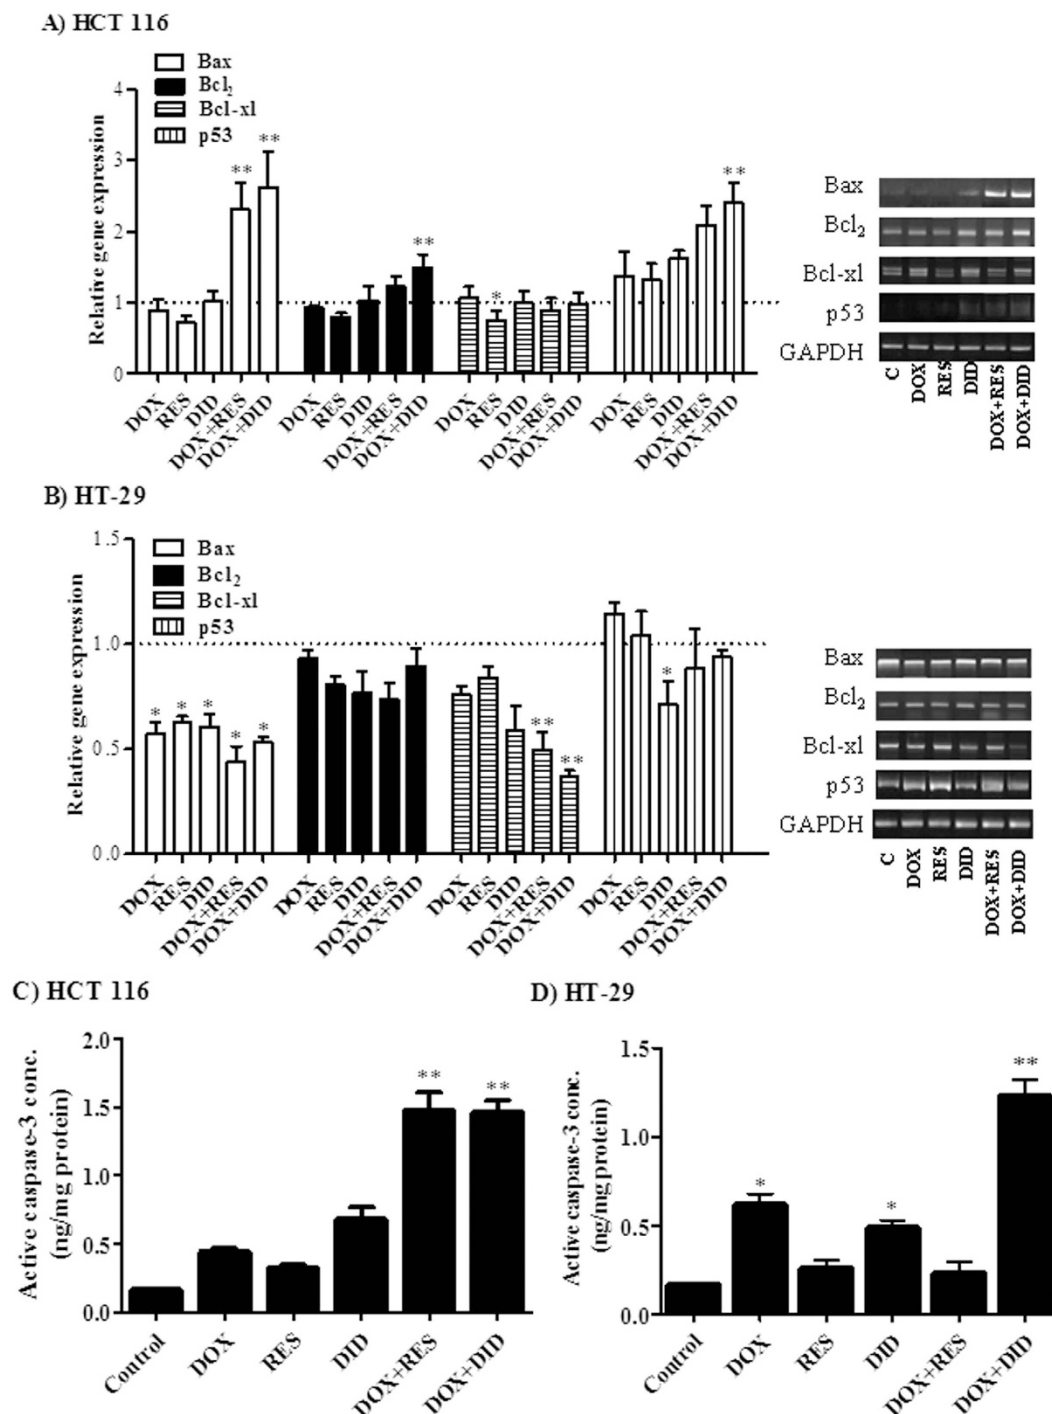 A) HCT 116
Bax
Bcl₂
Bcl-xl
p53
Relative gene expression
4
3
2
1
0
** ** ** * **
DOX RES DID DOX+RES DOX+DID DOX RES DID DOX+RES DOX+DID DOX RES DID DOX+RES DOX+DID DOX RES DID DOX+RES DOX+DID
Bax
Bcl₂
Bcl-xl
p53
GAPDH
C DOX RES DID DOX+RES DOX+DID
B) HT-29
Bax
Bcl₂
Bcl-xl
p53
Relative gene expression
1.5
1.0
0.5
0.0
* * * * * ** ** *
DOX RES DID DOX+RES DOX+DID DOX RES DID DOX+RES DOX+DID DOX RES DID DOX+RES DOX+DID DOX RES DID DOX+RES DOX+DID
Bax
Bcl₂
Bcl-xl
p53
GAPDH
C DOX RES DID DOX+RES DOX+DID
C) HCT 116
Active caspase-3 conc.
(ng/mg protein)
2.0
1.5
1.0
0.5
0.0
** **
Control DOX RES DID DOX+RES DOX+DID
D) HT-29
Active caspase-3 conc.
(ng/mg protein)
1.5
1.0
0.5
0.0
* * **
Control DOX RES DID DOX+RES DOX+DID